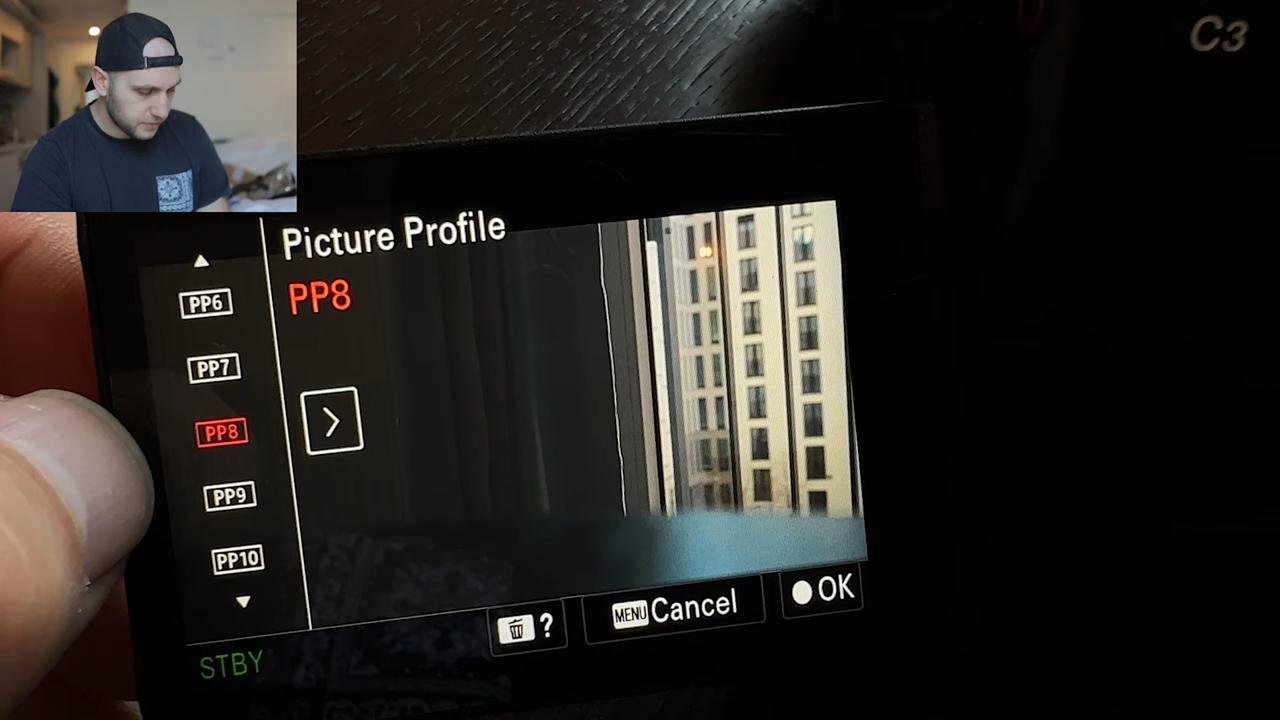 C3
Picture Profile
PP8
PP6
PP7
PP8
PP9
PP10
?
MENU Cancel
OK
STBY